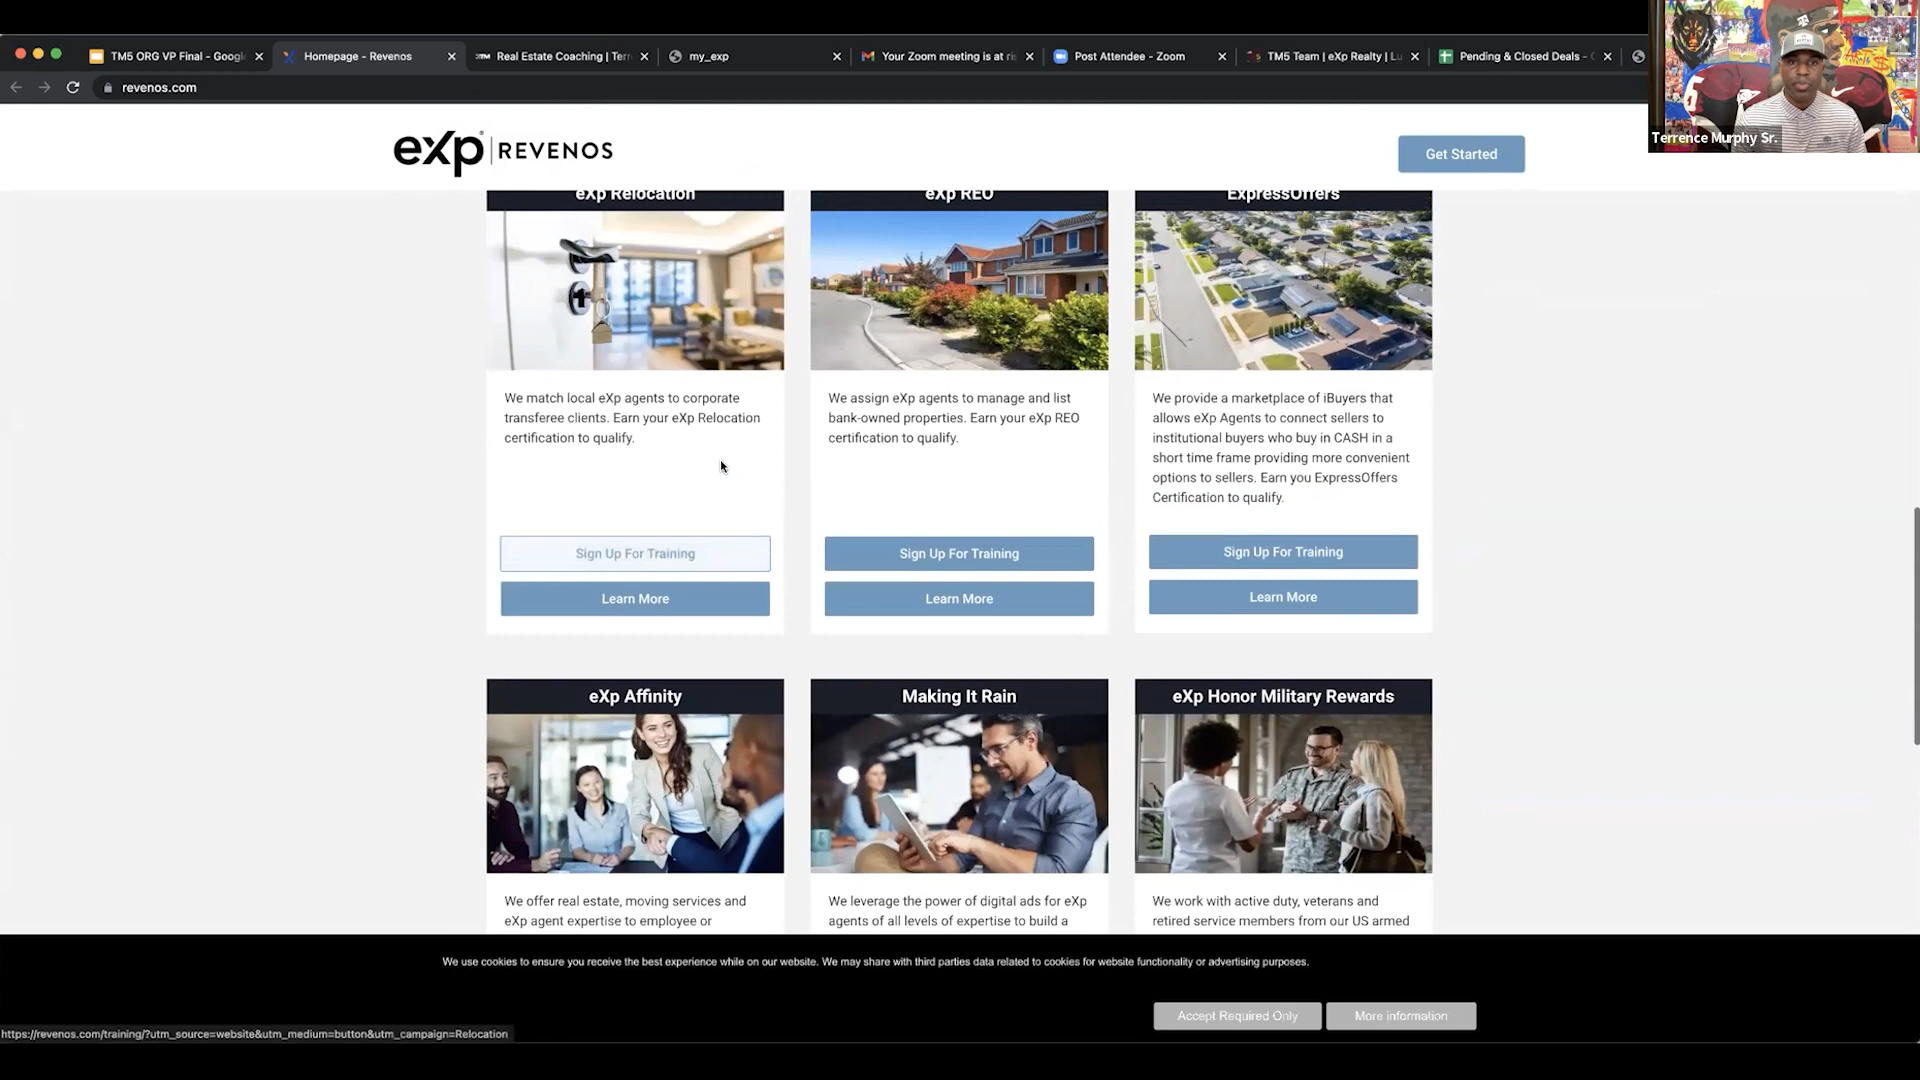 TM5 ORG VP Final - Googl
Homepage - Revenos
Real Estate Coaching | Terr
my_exp
Your Zoom meeting is at ri
Post Attendee - Zoom
TM5 Team | eXp Realty | Lu
Pending & Closed Deals -
revenos.com
Terrence Murphy Sr.
eXp REVENOS
Get Started
eXp Relocation
eXp REO
ExpressOffers
We match local eXp agents to corporate
transferee clients. Earn your eXp Relocation
certification to qualify.
We assign eXp agents to manage and list
bank-owned properties. Earn your eXp REO
certification to qualify.
We provide a marketplace of iBuyers that
allows eXp Agents to connect sellers to
institutional buyers who buy in CASH in a
short time frame providing more convenient
options to sellers. Earn you ExpressOffers
Certification to qualify.
Sign Up For Training
Sign Up For Training
Sign Up For Training
Learn More
Learn More
Learn More
eXp Affinity
Making It Rain
eXp Honor Military Rewards
We offer real estate, moving services and
eXp agent expertise to employee or
We leverage the power of digital ads for eXp
agents of all levels of expertise to build a
We work with active duty, veterans and
retired service members from our US armed
We use cookies to ensure you receive the best experience while on our website. We may share with third parties data related to cookies for website functionality or advertising purposes.
Accept Required Only
More information
https://revenos.com/training/?utm_source=website&utm_medium=button&utm_campaign=Relocation